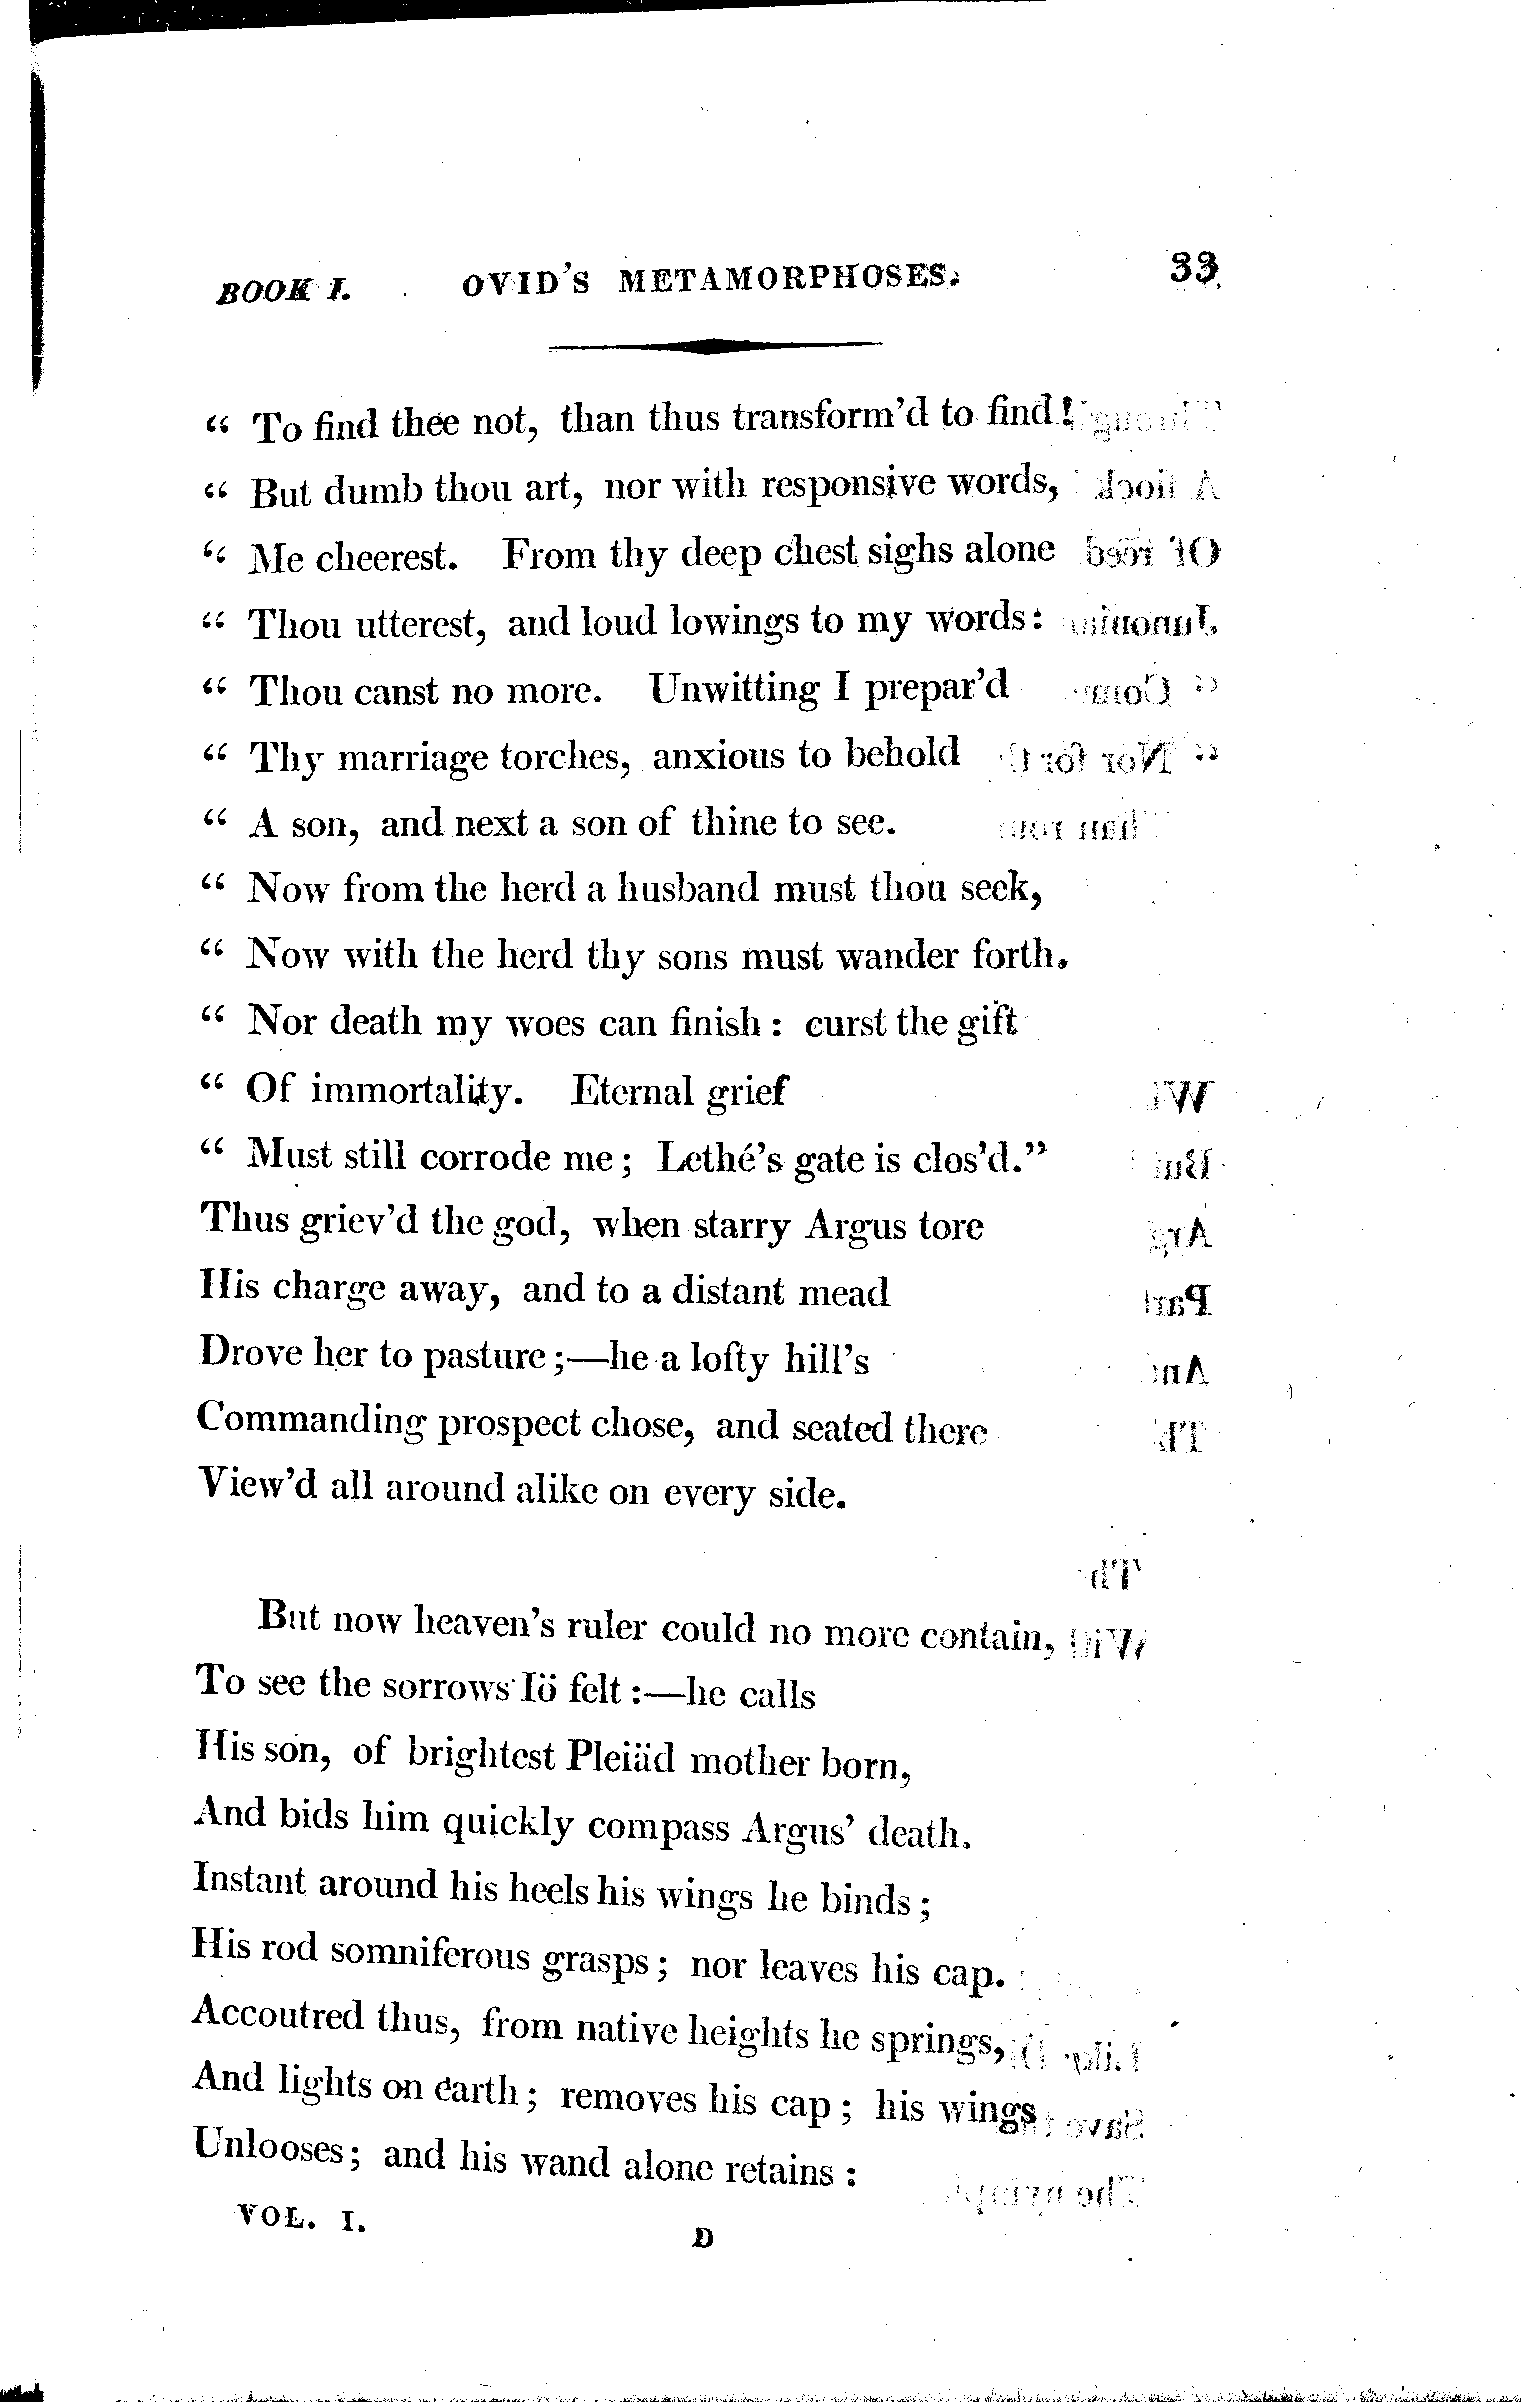 BOOK I. OVID'S METAMORPHOSES. 33
“ To find thee not, than thus transform'd to find!
“ But dumb thou art, nor with responsive words,
“ Me cheerest. From thy deep chest sighs alone
“ Thou utterest, and loud lowings to my words:
“ Thou canst no more. Unwitting I prepar'd
“ Thy marriage torches, anxious to behold
“ A son, and next a son of thine to see.
“ Now from the herd a husband must thou seek,
“ Now with the herd thy sons must wander forth.
“ Nor death my woes can finish: curst the gift
“ Of immortality. Eternal grief
“ Must still corrode me; Lethé's gate is clos'd.”
Thus griev'd the god, when starry Argus tore
His charge away, and to a distant mead
Drove her to pasture;—he a lofty hill's
Commanding prospect chose, and seated there
View'd all around alike on every side.
But now heaven's ruler could no more contain,
To see the sorrows Iö felt:—he calls
His son, of brightest Pleiäd mother born,
And bids him quickly compass Argus' death.
Instant around his heels his wings he binds;
His rod somniferous grasps; nor leaves his cap.
Accoutred thus, from native heights he springs,
And lights on earth; removes his cap; his wings
Unlooses; and his wand alone retains:
VOL. I. D